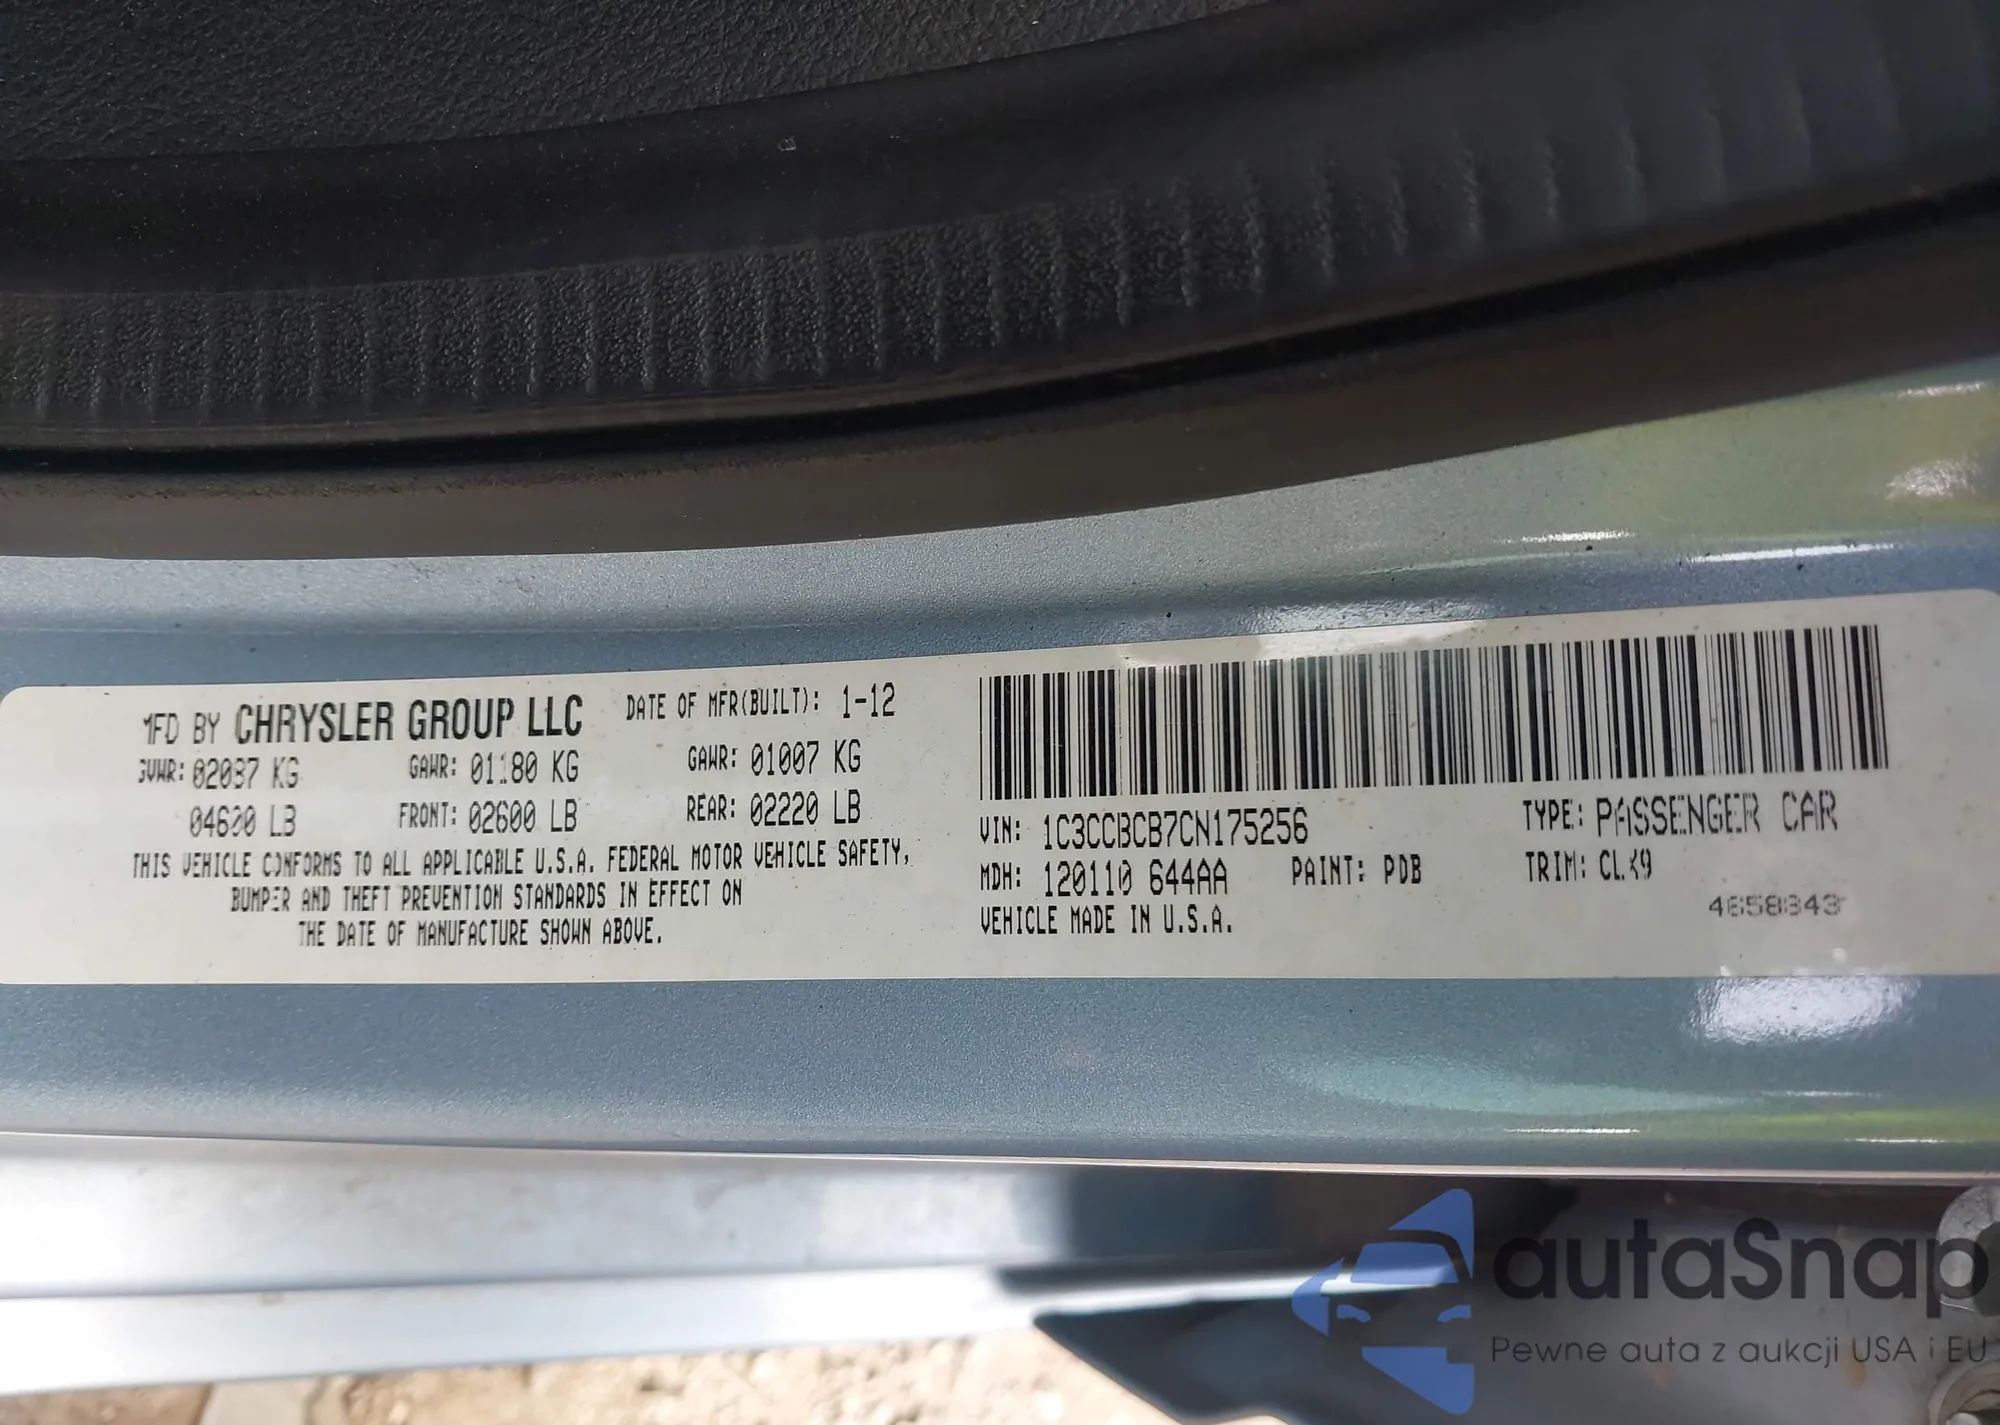 MFD BY CHRYSLER GROUP LLC DATE OF MFR(BUILT): 1-12
GVWR: 02087 KG GAWR: 01180 KG GAWR: 01007 KG
04600 LB FRONT: 02600 LB REAR: 02220 LB
THIS VEHICLE CONFORMS TO ALL APPLICABLE U.S.A. FEDERAL MOTOR VEHICLE SAFETY,
BUMPER AND THEFT PREVENTION STANDARDS IN EFFECT ON
THE DATE OF MANUFACTURE SHOWN ABOVE.
VIN: 1C3CCBCB7CN175256 TYPE: PASSENGER CAR
MDH: 120110 644AA PAINT: PDB TRIM: CLK9
VEHICLE MADE IN U.S.A.
4658843
autaSnap
Pewne auta z aukcji USA i EU